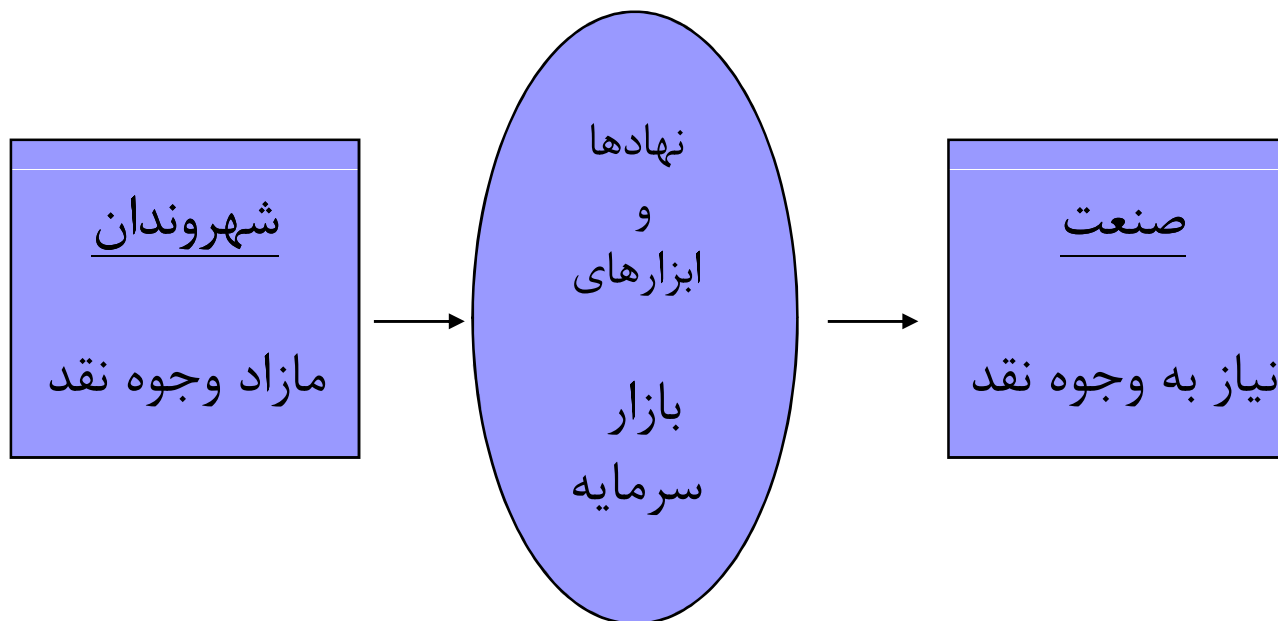 شهروندان
مازاد وجوه نقد
نهادها
و
ابزارهای
بازار
سرمایه
صنعت
نیاز به وجوه نقد